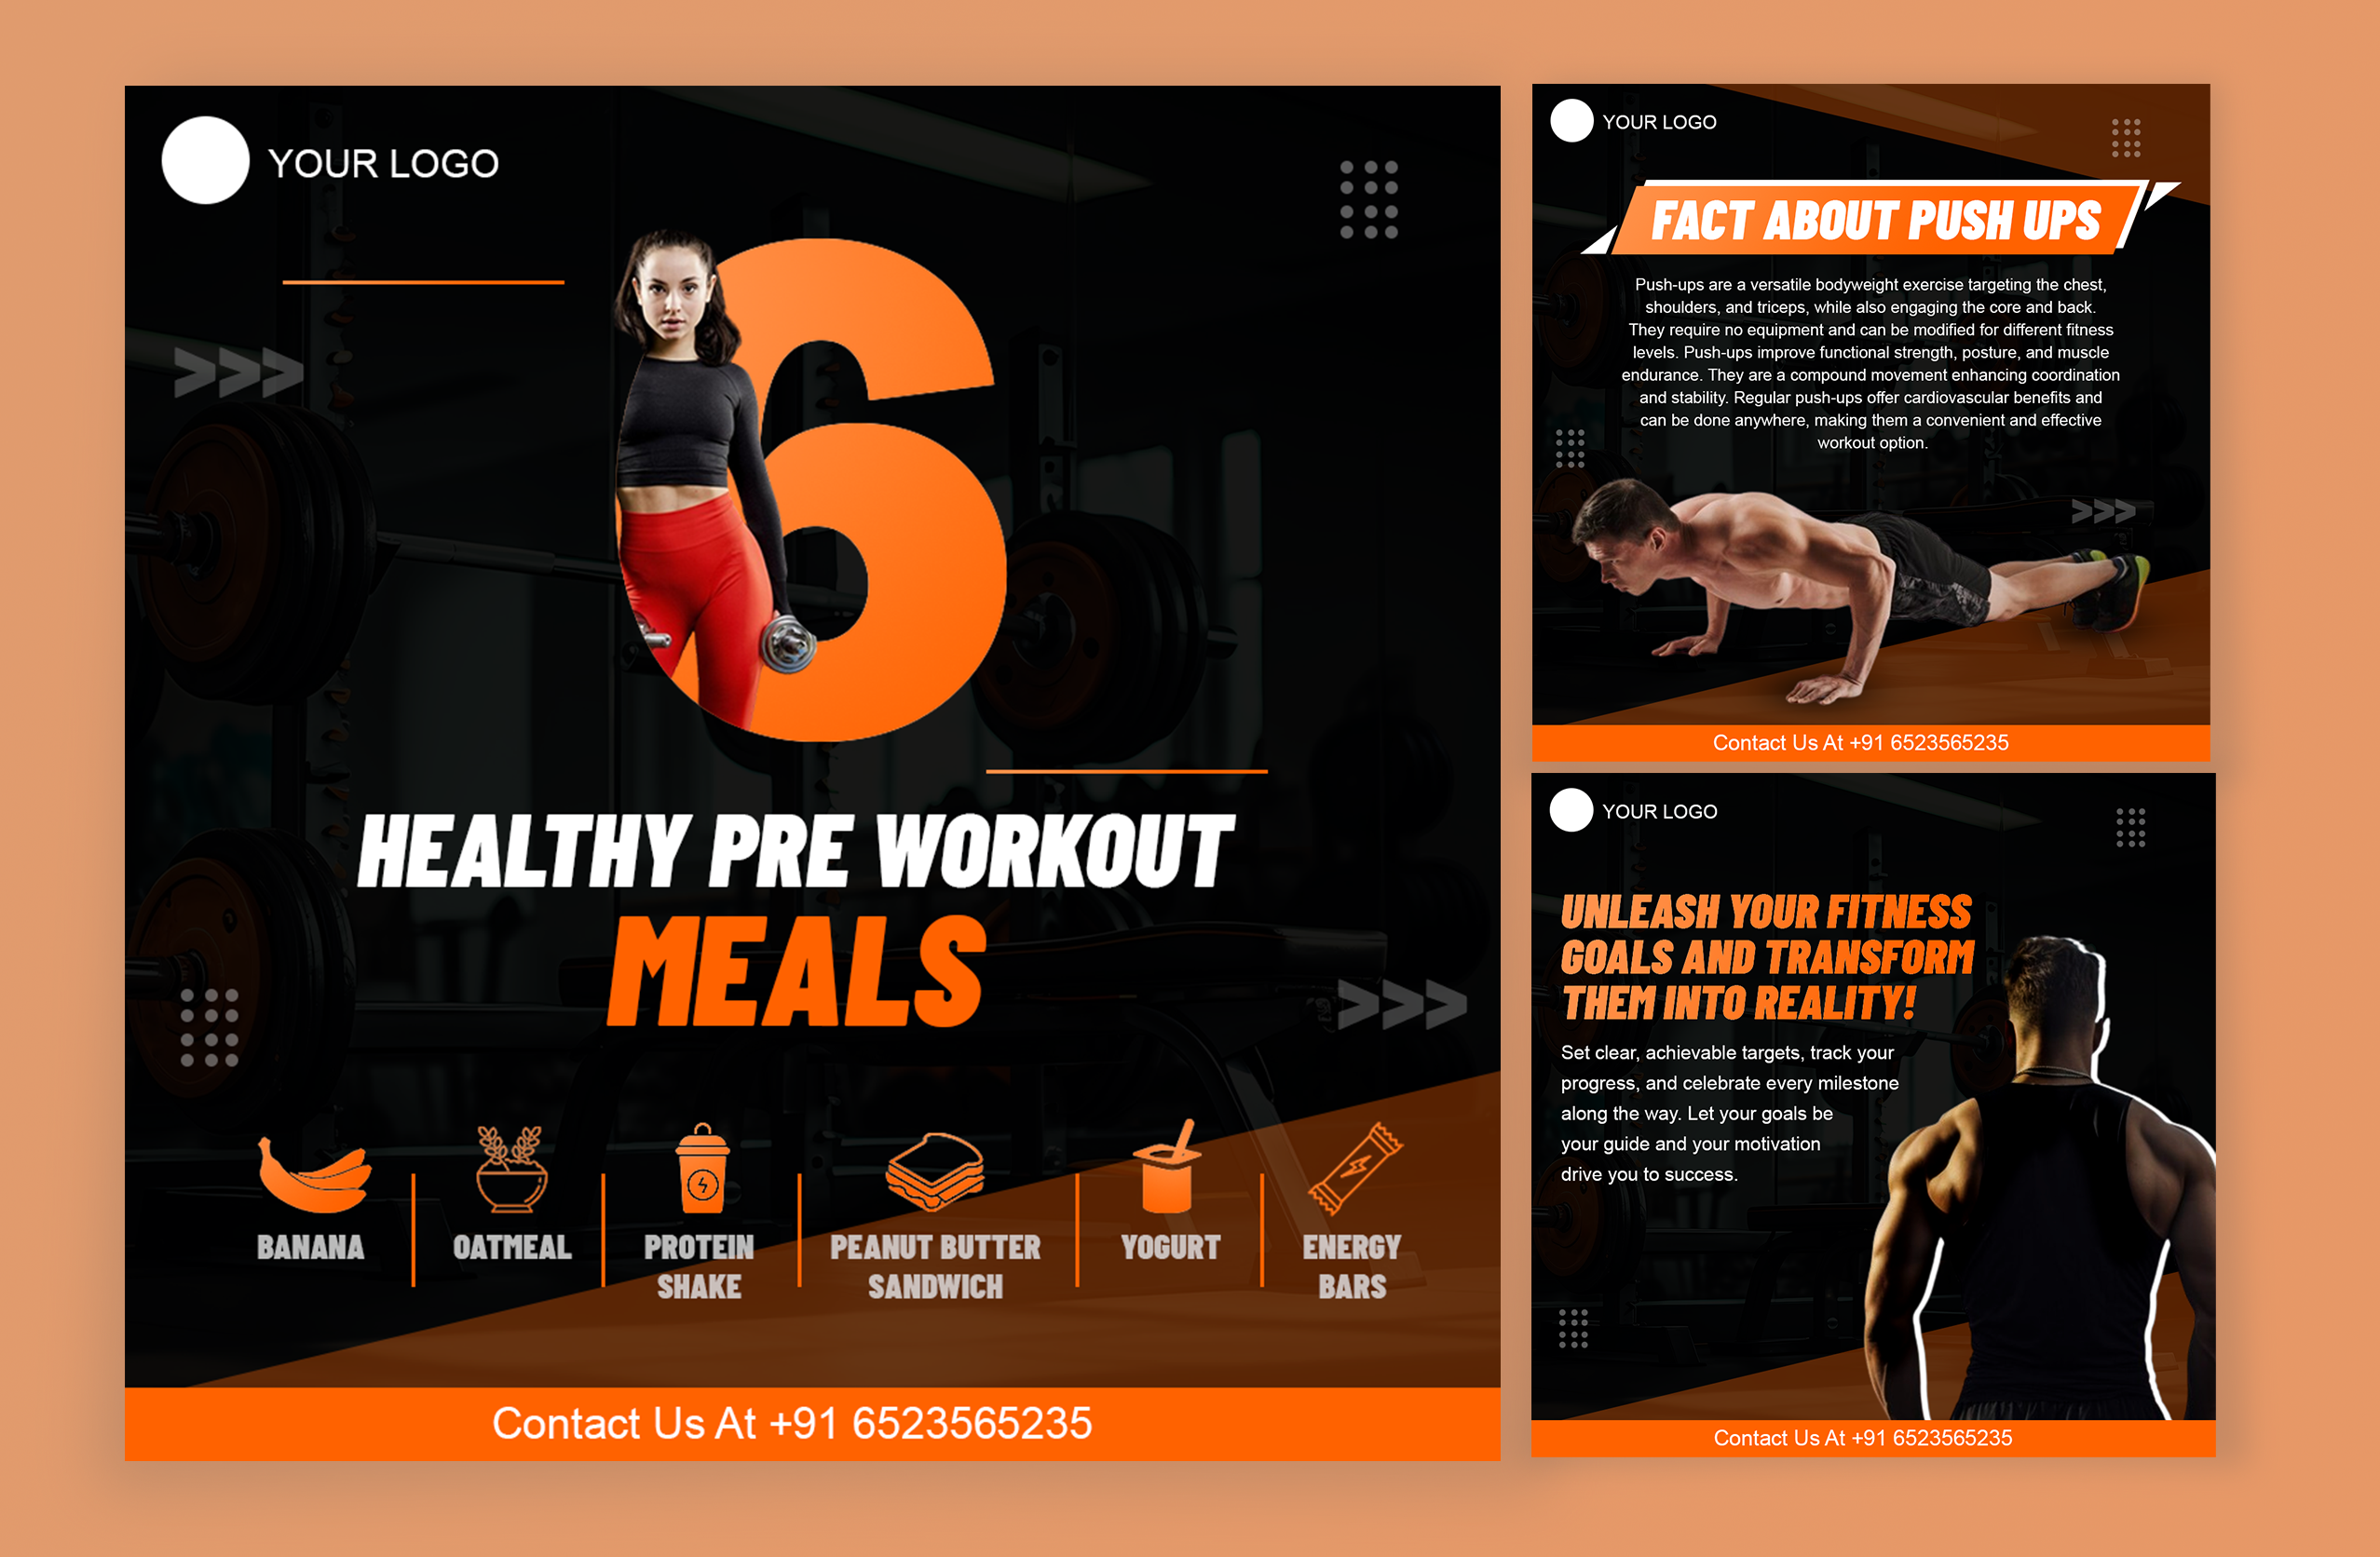 YOUR LOGO
6
HEALTHY PRE WORKOUT
MEALS
BANANA
OATMEAL
PROTEIN
SHAKE
PEANUT BUTTER
SANDWICH
YOGURT
ENERGY
BARS
Contact Us At +91 6523565235
YOUR LOGO
FACT ABOUT PUSH UPS
Push-ups are a versatile bodyweight exercise targeting the chest,
shoulders, and triceps, while also engaging the core and back.
They require no equipment and can be modified for different fitness
levels. Push-ups improve functional strength, posture, and muscle
endurance. They are a compound movement enhancing coordination
and stability. Regular push-ups offer cardiovascular benefits and
can be done anywhere, making them a convenient and effective
workout option.
Contact Us At +91 6523565235
YOUR LOGO
UNLEASH YOUR FITNESS
GOALS AND TRANSFORM
THEM INTO REALITY!
Set clear, achievable targets, track your
progress, and celebrate every milestone
along the way. Let your goals be
your guide and your motivation
drive you to success.
Contact Us At +91 6523565235